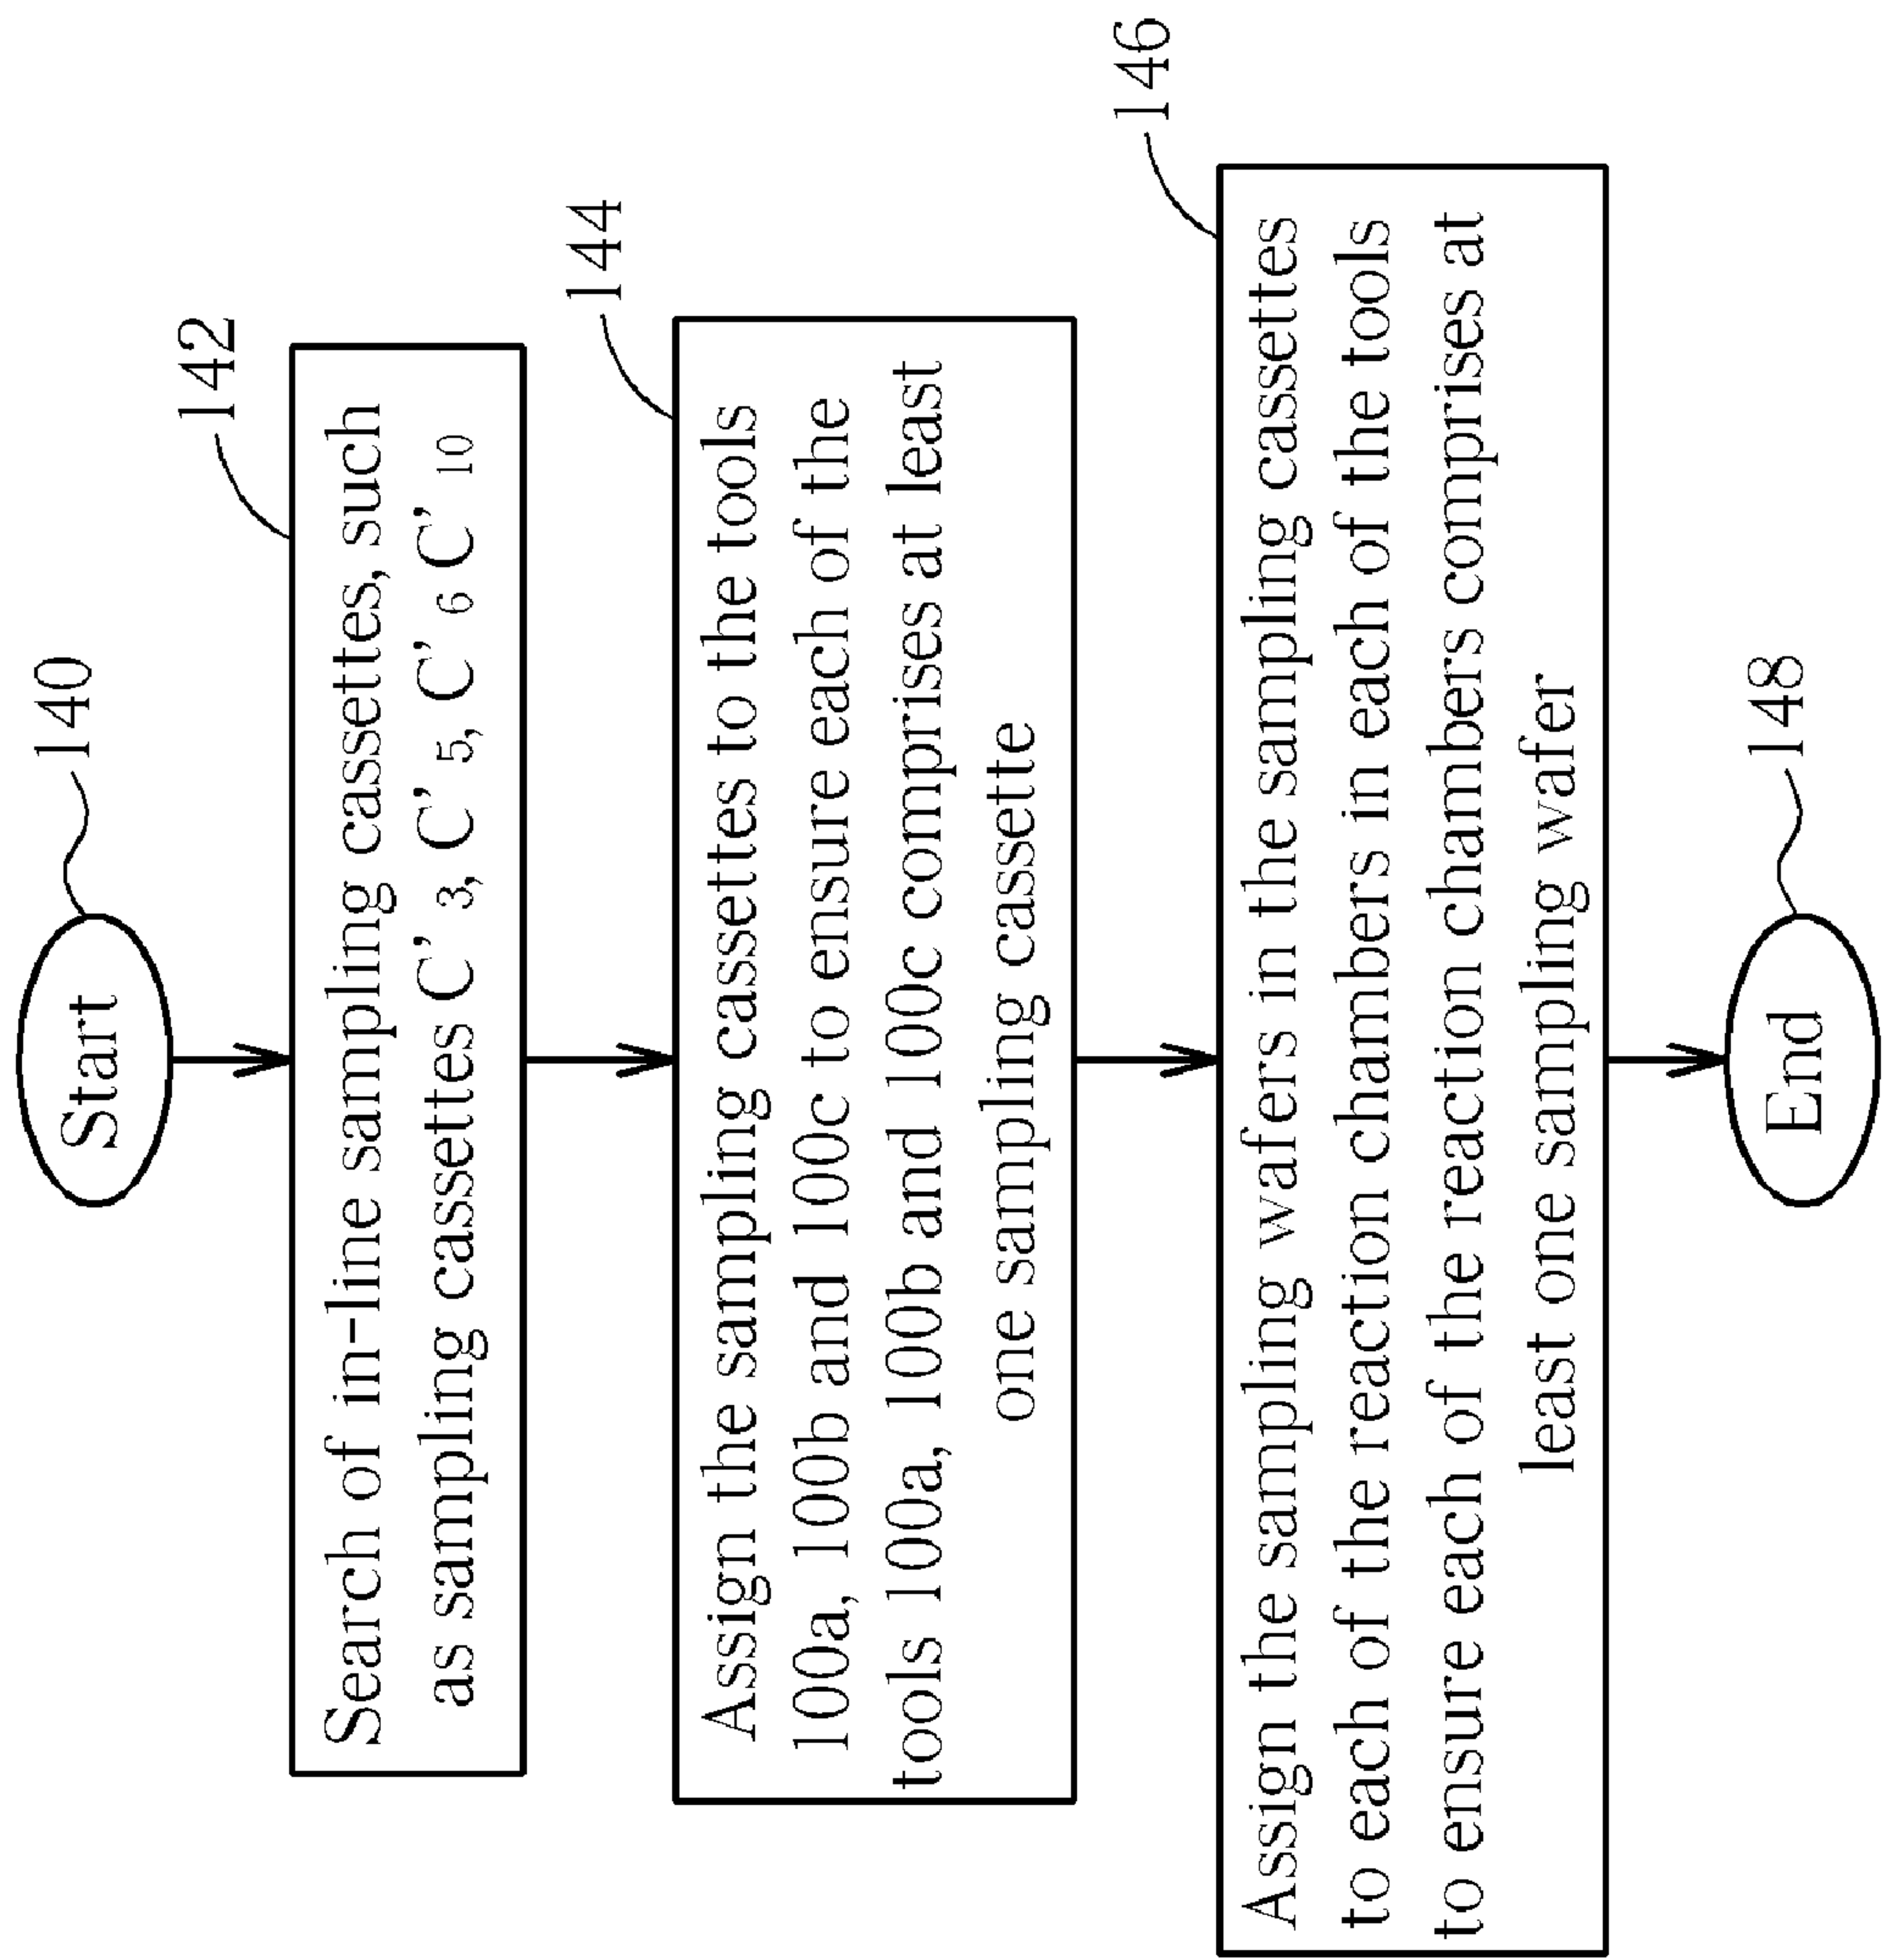 Start
140
142
Search of in-line sampling cassettes, such
as sampling cassettes C' 3, C' 5, C' 6 C' 10
144
Assign the sampling cassettes to the tools
100a, 100b and 100c to ensure each of the
tools 100a, 100b and 100c comprises at least
one sampling cassette
146
Assign the sampling wafers in the sampling cassettes
to each of the reaction chambers in each of the tools
to ensure each of the reaction chambers comprises at
least one sampling wafer
End
148